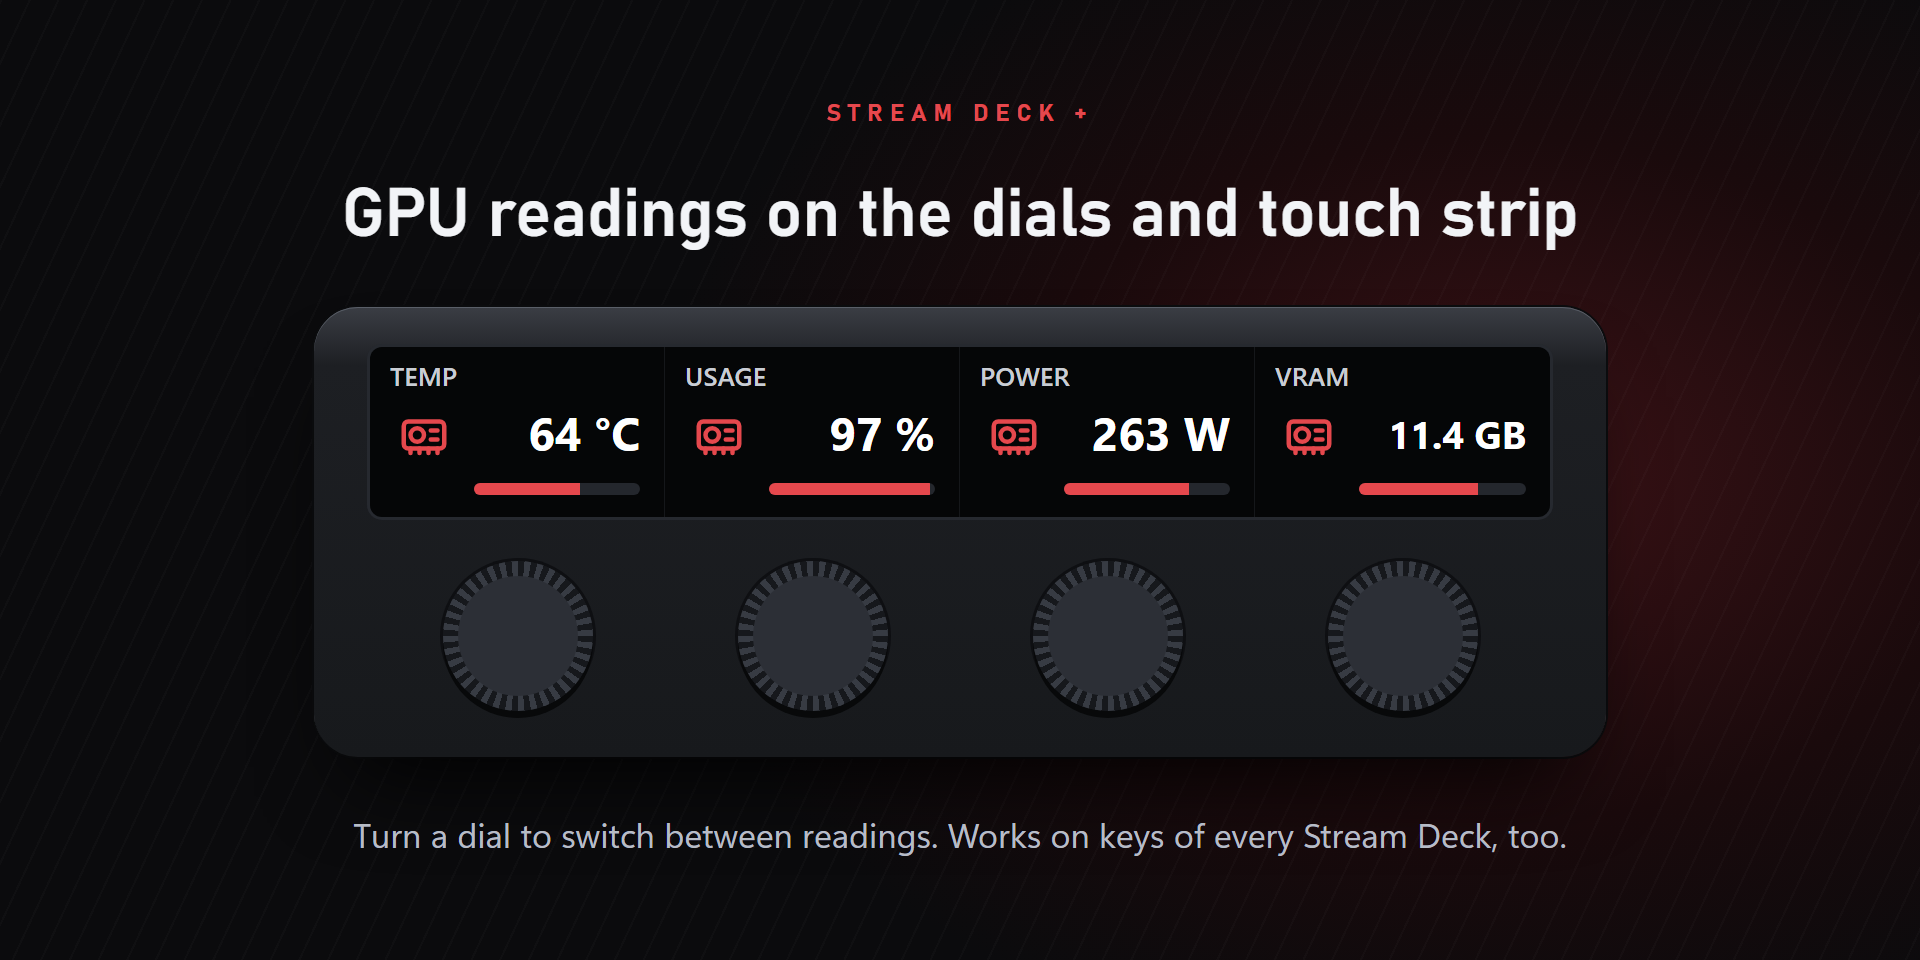 STREAM DECK +
GPU readings on the dials and touch strip
TEMP
64 °C
USAGE
97 %
POWER
263 W
VRAM
11.4 GB
Turn a dial to switch between readings. Works on keys of every Stream Deck, too.